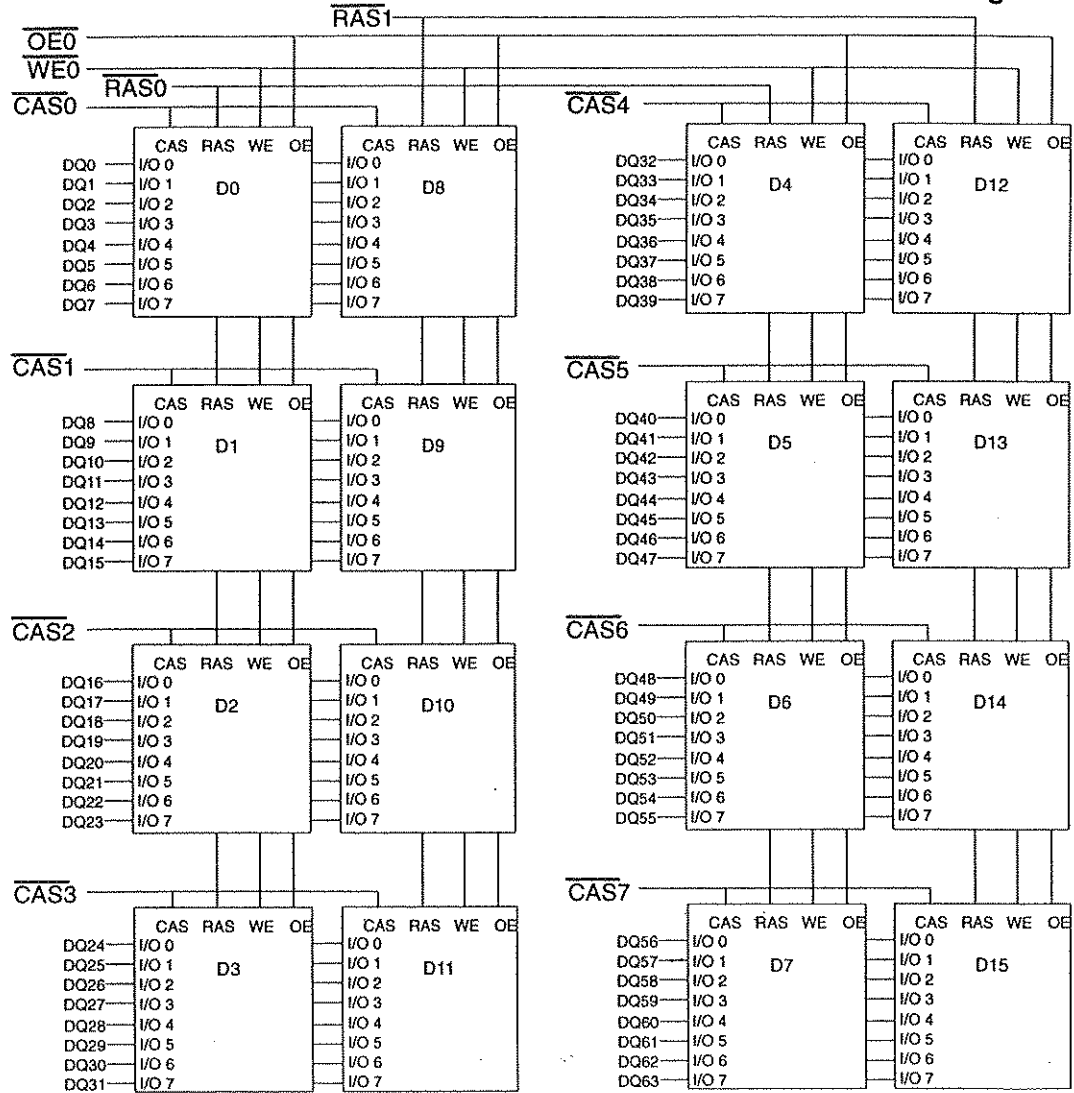 RAS1
OE0
WE0
RAS0
CAS0
CAS RAS WE OE
DQ0 I/O 0
DQ1 I/O 1
DQ2 I/O 2
DQ3 I/O 3
DQ4 I/O 4
DQ5 I/O 5
DQ6 I/O 6
DQ7 I/O 7
D0
CAS RAS WE OE
I/O 0
I/O 1
I/O 2
I/O 3
I/O 4
I/O 5
I/O 6
I/O 7
D8
CAS4
CAS RAS WE OE
DQ32 I/O 0
DQ33 I/O 1
DQ34 I/O 2
DQ35 I/O 3
DQ36 I/O 4
DQ37 I/O 5
DQ38 I/O 6
DQ39 I/O 7
D4
CAS RAS WE OE
I/O 0
I/O 1
I/O 2
I/O 3
I/O 4
I/O 5
I/O 6
I/O 7
D12
CAS1
CAS RAS WE OE
DQ8 I/O 0
DQ9 I/O 1
DQ10 I/O 2
DQ11 I/O 3
DQ12 I/O 4
DQ13 I/O 5
DQ14 I/O 6
DQ15 I/O 7
D1
CAS RAS WE OE
I/O 0
I/O 1
I/O 2
I/O 3
I/O 4
I/O 5
I/O 6
I/O 7
D9
CAS5
CAS RAS WE OE
DQ40 I/O 0
DQ41 I/O 1
DQ42 I/O 2
DQ43 I/O 3
DQ44 I/O 4
DQ45 I/O 5
DQ46 I/O 6
DQ47 I/O 7
D5
CAS RAS WE OE
I/O 0
I/O 1
I/O 2
I/O 3
I/O 4
I/O 5
I/O 6
I/O 7
D13
CAS2
CAS RAS WE OE
DQ16 I/O 0
DQ17 I/O 1
DQ18 I/O 2
DQ19 I/O 3
DQ20 I/O 4
DQ21 I/O 5
DQ22 I/O 6
DQ23 I/O 7
D2
CAS RAS WE OE
I/O 0
I/O 1
I/O 2
I/O 3
I/O 4
I/O 5
I/O 6
I/O 7
D10
CAS6
CAS RAS WE OE
DQ48 I/O 0
DQ49 I/O 1
DQ50 I/O 2
DQ51 I/O 3
DQ52 I/O 4
DQ53 I/O 5
DQ54 I/O 6
DQ55 I/O 7
D6
CAS RAS WE OE
I/O 0
I/O 1
I/O 2
I/O 3
I/O 4
I/O 5
I/O 6
I/O 7
D14
CAS3
CAS RAS WE OE
DQ24 I/O 0
DQ25 I/O 1
DQ26 I/O 2
DQ27 I/O 3
DQ28 I/O 4
DQ29 I/O 5
DQ30 I/O 6
DQ31 I/O 7
D3
CAS RAS WE OE
I/O 0
I/O 1
I/O 2
I/O 3
I/O 4
I/O 5
I/O 6
I/O 7
D11
CAS7
CAS RAS WE OE
DQ56 I/O 0
DQ57 I/O 1
DQ58 I/O 2
DQ59 I/O 3
DQ60 I/O 4
DQ61 I/O 5
DQ62 I/O 6
DQ63 I/O 7
D7
CAS RAS WE OE
I/O 0
I/O 1
I/O 2
I/O 3
I/O 4
I/O 5
I/O 6
I/O 7
D15